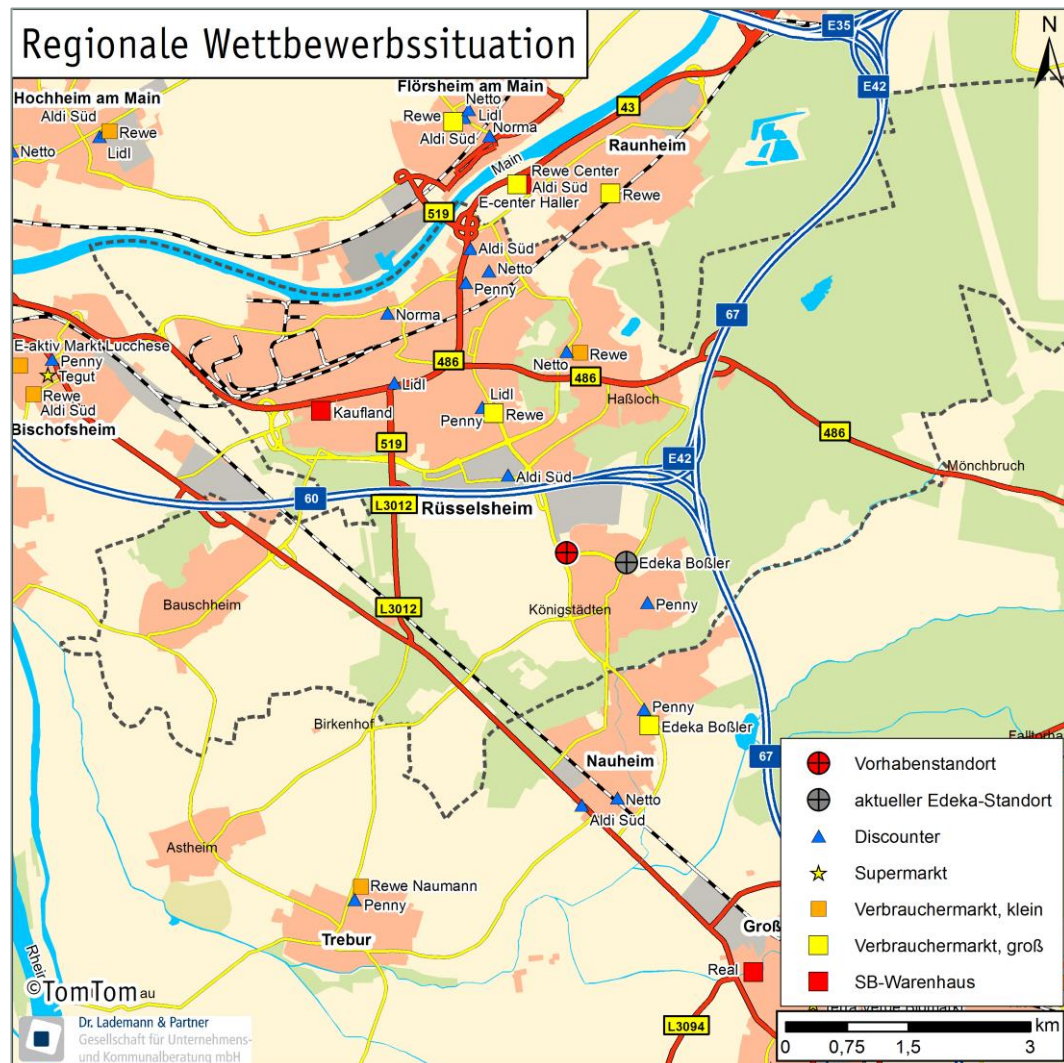 Regionale Wettbewerbssituation
N
E35
E42
43
Hochheim am Main
Aldi Süd
Rewe
Netto
Lidl
Flörsheim am Main
Netto
Lidl
Rewe
Aldi Süd
Norma
Main
Raunheim
Rewe Center
Aldi Süd
E-center Haller
Rewe
519
Aldi Süd
Netto
Penny
Norma
67
E-aktiv Markt Lucchese
Penny
Tegut
Rewe
Aldi Süd
Bischofsheim
486
Netto
Rewe
486
Lidl
Haßloch
Kaufland
Lidl
Penny
Rewe
519
486
E42
Mönchbruch
Aldi Süd
60
L3012
Rüsselsheim
Edeka Boßler
Bauschheim
L3012
Königstädten
Penny
Birkenhof
Penny
Edeka Boßler
67
Nauheim
Netto
Aldi Süd
Astheim
Rewe Naumann
Penny
Trebur
Groß
Real
L3094
Rhein
Vorhabenstandort
aktueller Edeka-Standort
Discounter
Supermarkt
Verbrauchermarkt, klein
Verbrauchermarkt, groß
SB-Warenhaus
km
0 0,75 1,5 3
©TomTom
au
Dr. Lademann & Partner
Gesellschaft für Unternehmens-
und Kommunalberatung mbH